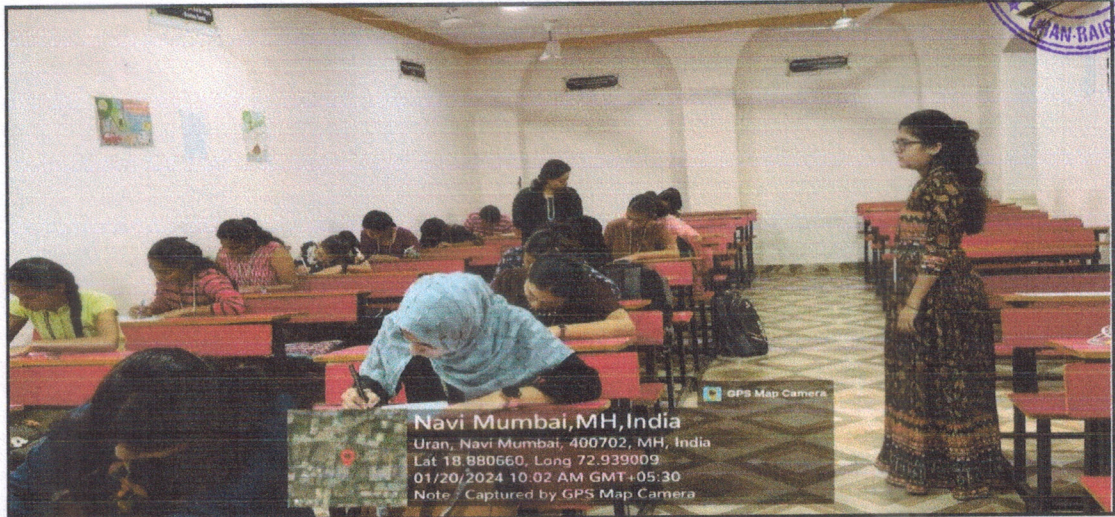 URAN-RAIG
GPS Map Camera
Navi Mumbai,MH,India
Uran, Navi Mumbai, 400702, MH, India
Lat 18.880660, Long 72.939009
01/20/2024 10:02 AM GMT+05:30
Note : Captured by GPS Map Camera